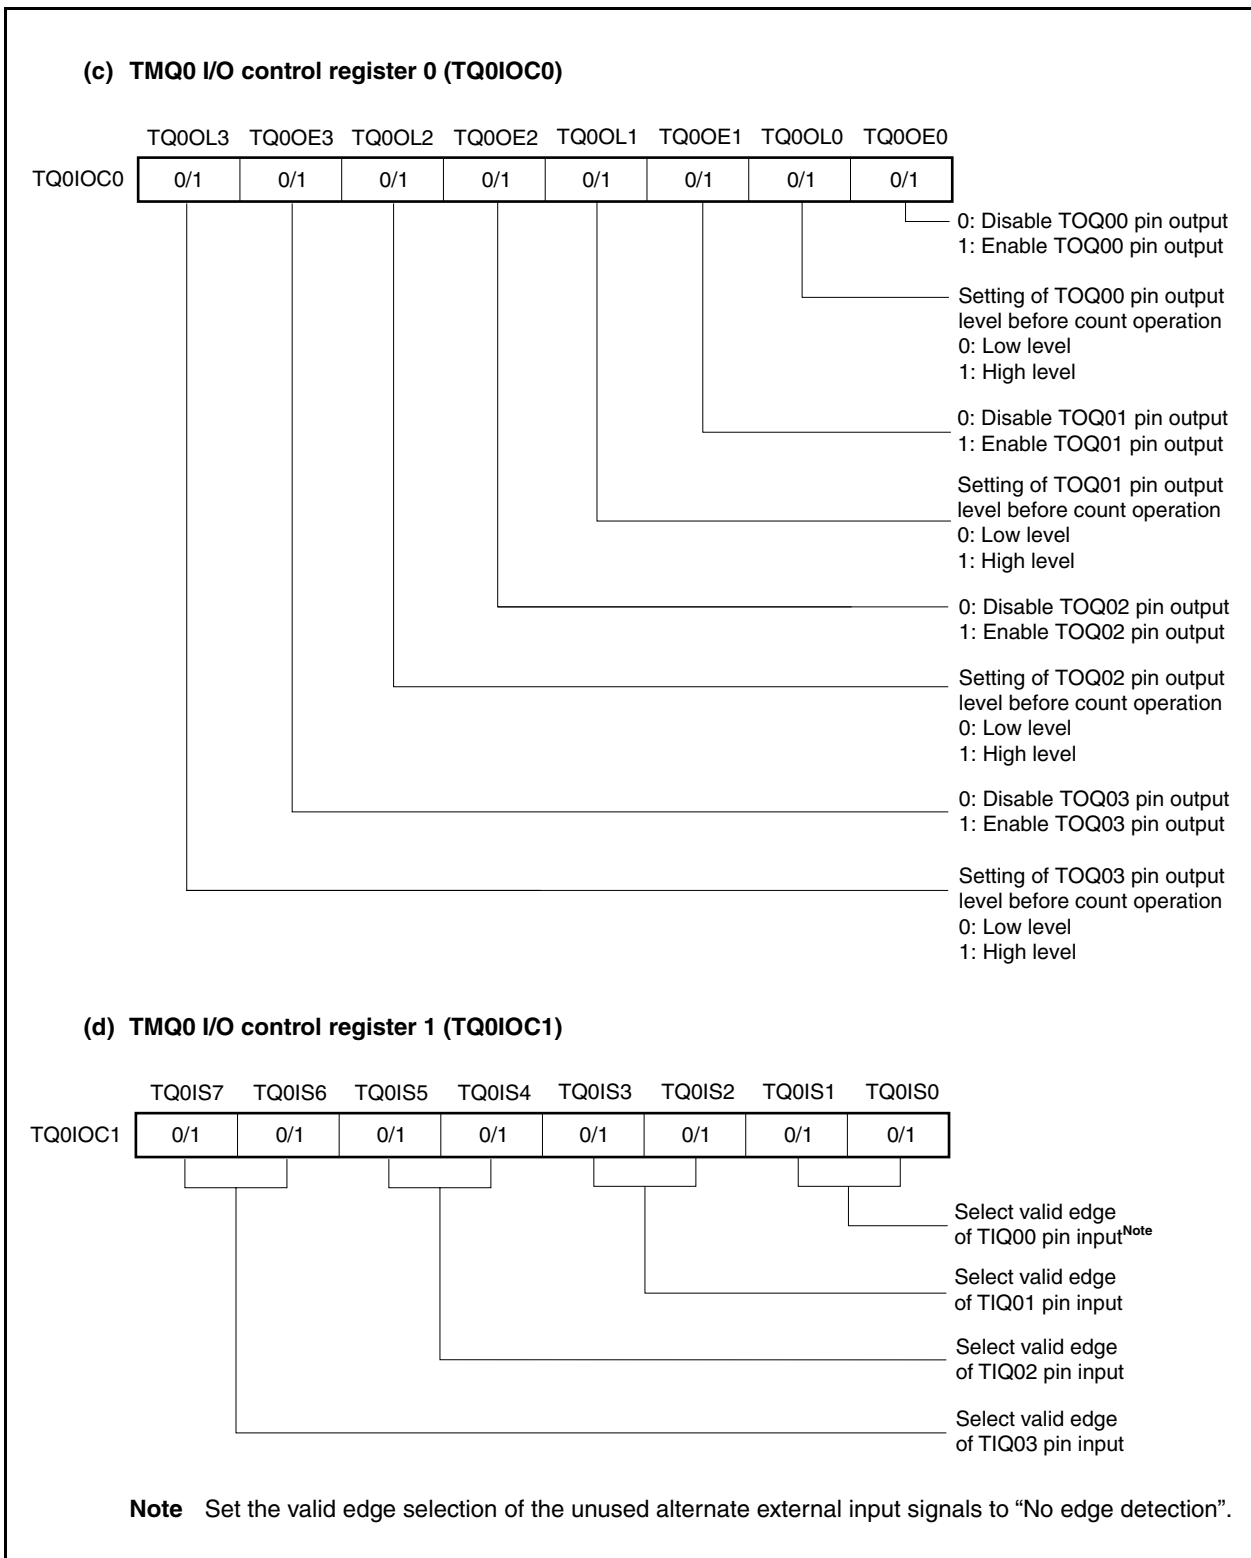 (c) TMQ0 I/O control register 0 (TQ0IOC0)
TQ0OL3 TQ0OE3 TQ0OL2 TQ0OE2 TQ0OL1 TQ0OE1 TQ0OL0 TQ0OE0
TQ0IOC0 0/1 0/1 0/1 0/1 0/1 0/1 0/1 0/1
0: Disable TOQ00 pin output
1: Enable TOQ00 pin output
Setting of TOQ00 pin output
level before count operation
0: Low level
1: High level
0: Disable TOQ01 pin output
1: Enable TOQ01 pin output
Setting of TOQ01 pin output
level before count operation
0: Low level
1: High level
0: Disable TOQ02 pin output
1: Enable TOQ02 pin output
Setting of TOQ02 pin output
level before count operation
0: Low level
1: High level
0: Disable TOQ03 pin output
1: Enable TOQ03 pin output
Setting of TOQ03 pin output
level before count operation
0: Low level
1: High level
(d) TMQ0 I/O control register 1 (TQ0IOC1)
TQ0IS7 TQ0IS6 TQ0IS5 TQ0IS4 TQ0IS3 TQ0IS2 TQ0IS1 TQ0IS0
TQ0IOC1 0/1 0/1 0/1 0/1 0/1 0/1 0/1 0/1
Select valid edge
of TIQ00 pin input Note
Select valid edge
of TIQ01 pin input
Select valid edge
of TIQ02 pin input
Select valid edge
of TIQ03 pin input
Note Set the valid edge selection of the unused alternate external input signals to “No edge detection”.